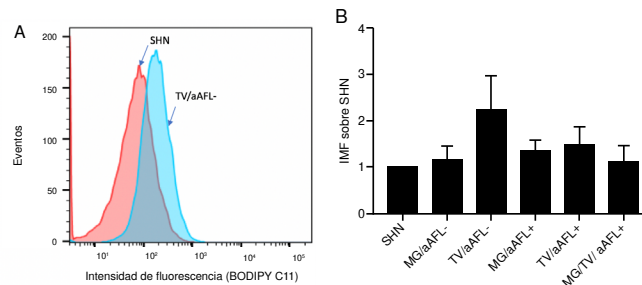 A
SHN
TV/aAFL-
Eventos
200
150
100
50
0
10¹
10²
10³
10⁴
10⁵
Intensidad de fluorescencia (BODIPY C11)
B
IMF sobre SHN
4
3
2
1
0
SHN
MG/aAFL-
TV/aAFL-
MG/aAFL+
TV/aAFL+
MG/TV/ aAFL+